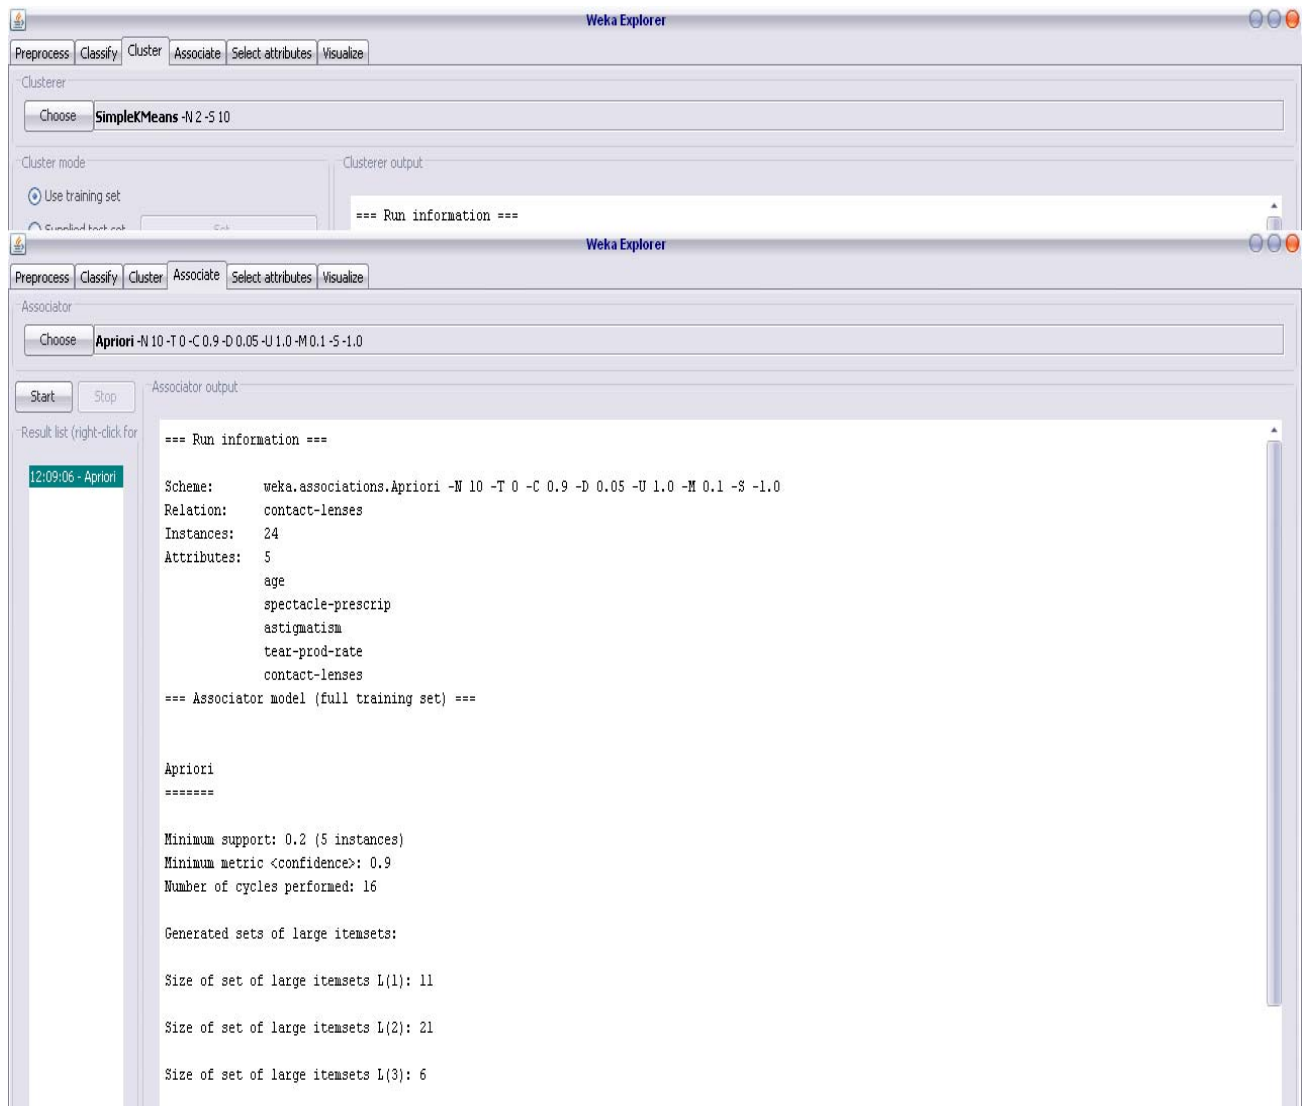 Weka Explorer
Preprocess Classify Cluster Associate Select attributes Visualize
Clusterer
Choose SimpleKMeans -N 2 -S 10
Cluster mode
Clusterer output
Use training set
=== Run information ===
Supplied test set Set
Weka Explorer
Preprocess Classify Cluster Associate Select attributes Visualize
Associator
Choose Apriori -N 10 -T 0 -C 0.9 -D 0.05 -U 1.0 -M 0.1 -S -1.0
Start Stop
Associator output
Result list (right-click for
12:09:06 - Apriori
=== Run information ===
Scheme: weka.associations.Apriori -N 10 -T 0 -C 0.9 -D 0.05 -U 1.0 -M 0.1 -S -1.0
Relation: contact-lenses
Instances: 24
Attributes: 5
age
spectacle-prescrip
astigmatism
tear-prod-rate
contact-lenses
=== Associator model (full training set) ===
Apriori
=======
Minimum support: 0.2 (5 instances)
Minimum metric <confidence>: 0.9
Number of cycles performed: 16
Generated sets of large itemsets:
Size of set of large itemsets L(1): 11
Size of set of large itemsets L(2): 21
Size of set of large itemsets L(3): 6